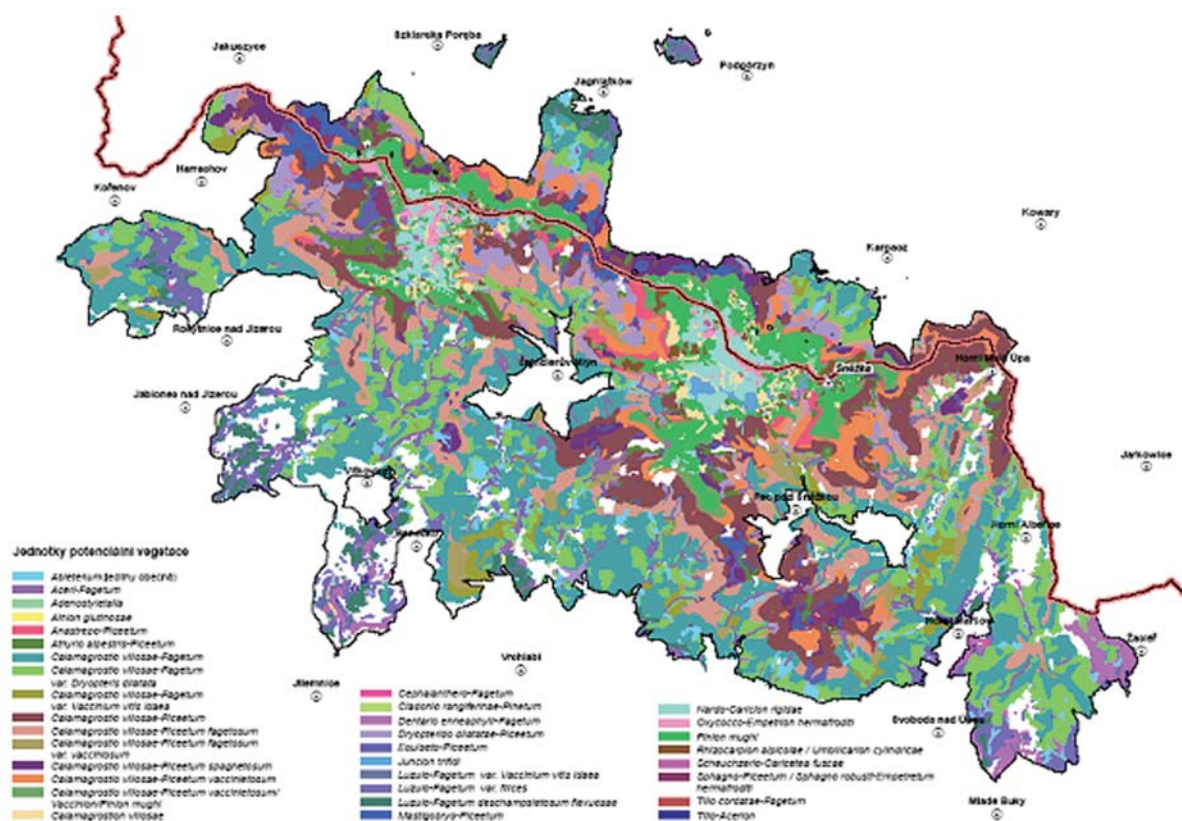 Jakuszyce
Szklarska Poręba
Podgórzyn
Jagniątków
Harrachov
Kořenov
Kowary
Karpacz
Rokytnice nad Jizerou
Horní Malá Úpa
Sněžka
Špindlerův Mlýn
Jablonec nad Jizerou
Jarkowice
Vítkovice
Pec pod Sněžkou
Horní Albeřice
Horní Maršov
Žacléř
Vrchlabí
Jilemnice
Svoboda nad Úpou
Mladé Buky
Jednotky potenciální vegetace
Abietetum (jedliny obecně)
Aceri-Fagetum
Adenostyletalia
Alnion glutinosae
Anastrepo-Piceetum
Athyrio alpestris-Piceetum
Calamagrostio villosae-Fagetum
Calamagrostio villosae-Fagetum
var. Dryopteris dilatata
Calamagrostio villosae-Fagetum
var. Vaccinium vitis idaea
Calamagrostio villosae-Piceetum
Calamagrostio villosae-Piceetum fagetosum
Calamagrostio villosae-Piceetum fagetosum
var. vacciniosum
Calamagrostio villosae-Piceetum sphagnetosum
Calamagrostio villosae-Piceetum vaccinietosum
Calamagrostio villosae-Piceetum vaccinietosum/
Vaccinion/Pinion mughi
Calamagrostion villosae
Cephalanthero-Fagetum
Cladonio rangiferinae-Pinetum
Dentario enneaphylli-Fagetum
Dryopterido dilatatae-Piceetum
Equiseto-Piceetum
Juncion trifidi
Luzulo-Fagetum var. Vaccinium vitis idaea
Luzulo-Fagetum var. filices
Luzulo-Fagetum deschampsietosum flexuosae
Mastigobryo-Piceetum
Nardo-Caricion rigidae
Oxycocco-Empetrion hermafroditi
Pinion mughi
Rhizocarpion alpicolae / Umbilicarion cylindricae
Scheuchzerio-Caricetea fuscae
Sphagno-Piceetum / Sphagno robusti-Empetretum
hermafroditi
Tilio cordatae-Fagetum
Tilio-Acerion